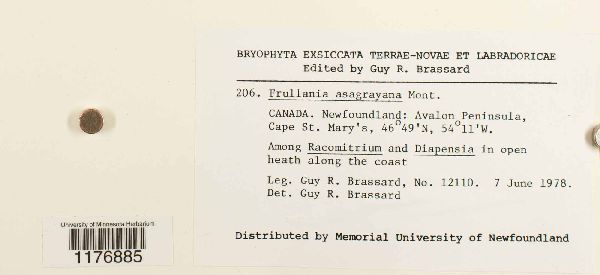 BRYOPHYTA EXSICCATA TERRAE-NOVAE ET LABRADORICAE
Edited by Guy R. Brassard
206. Frullania asagrayana Mont.
CANADA. Newfoundland: Avalon Peninsula,
Cape St. Mary's, 46°49'N, 54°11'W.
Among Racomitrium and Diapensia in open
heath along the coast
Leg. Guy R. Brassard, No. 12110. 7 June 1978.
Det. Guy R. Brassard
Distributed by Memorial University of Newfoundland
University of Minnesota Herbarium
1176885